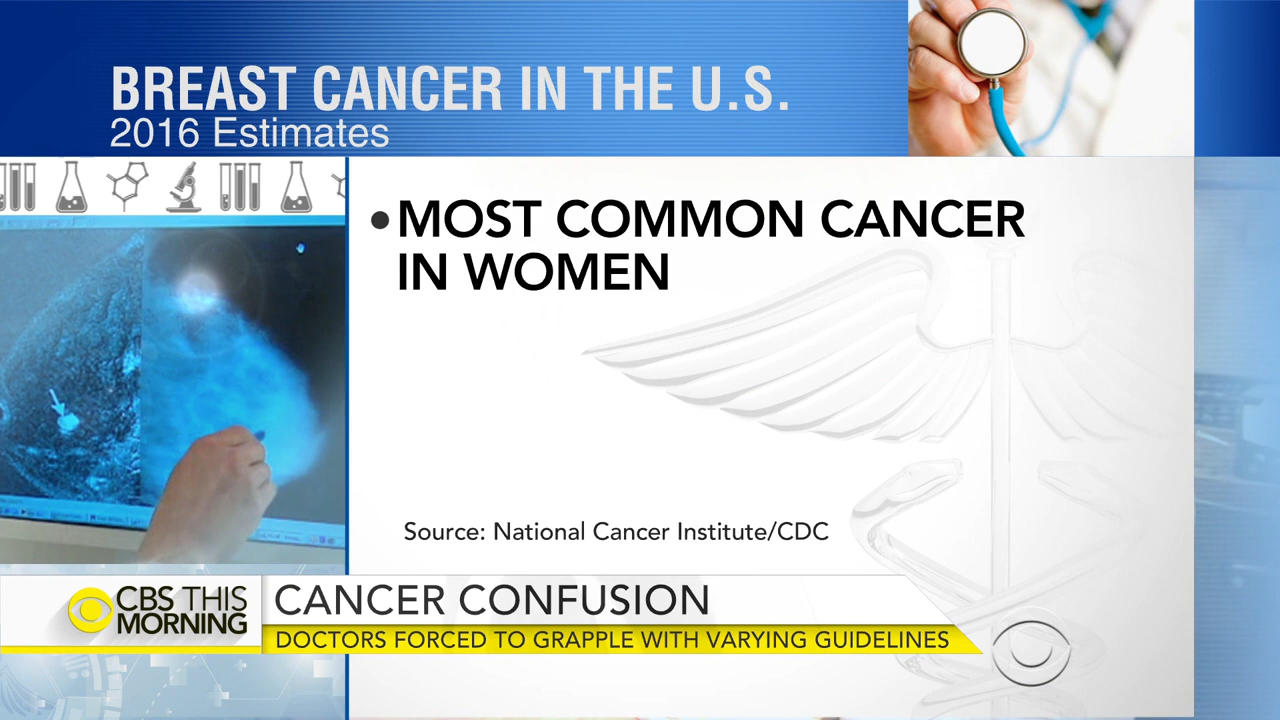 BREAST CANCER IN THE U.S.
2016 Estimates
•MOST COMMON CANCER
IN WOMEN
Source: National Cancer Institute/CDC
CBS THIS
MORNING
CANCER CONFUSION
DOCTORS FORCED TO GRAPPLE WITH VARYING GUIDELINES